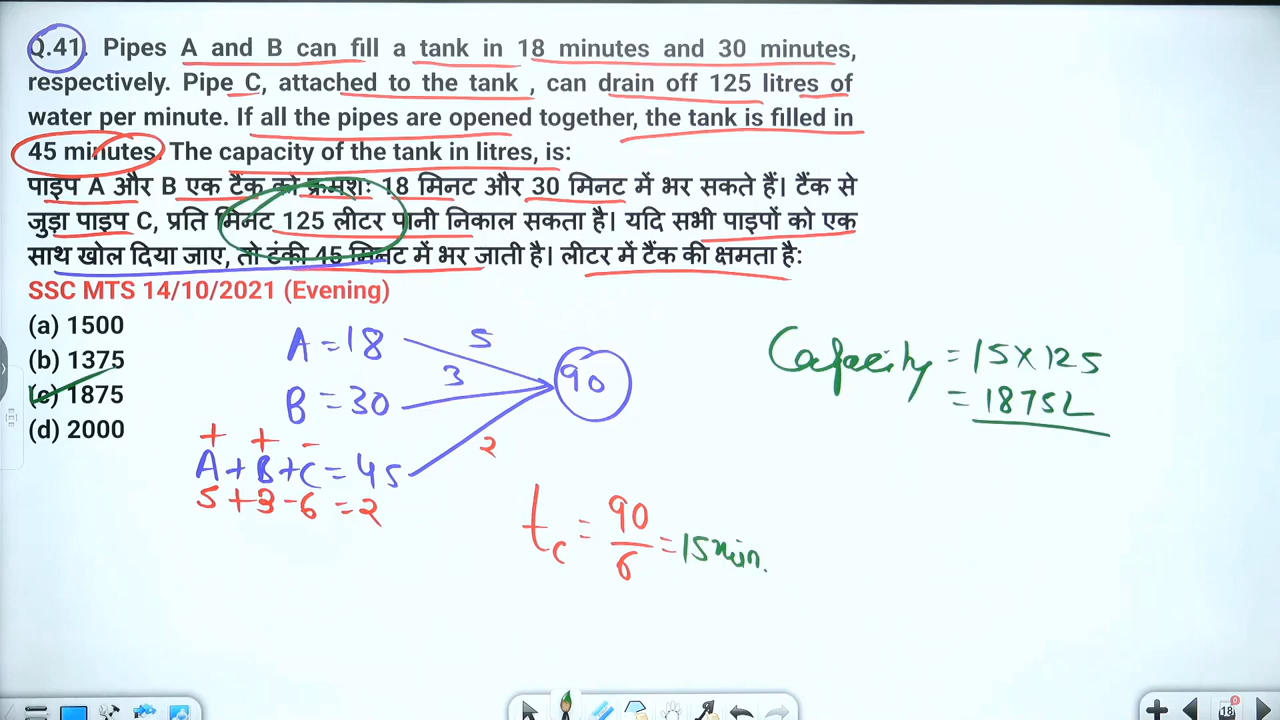 Q.41. Pipes A and B can fill a tank in 18 minutes and 30 minutes,
respectively. Pipe C, attached to the tank , can drain off 125 litres of
water per minute. If all the pipes are opened together, the tank is filled in
45 minutes. The capacity of the tank in litres, is:
पाइप A और B एक टैंक को क्रमशः 18 मिनट और 30 मिनट में भर सकते हैं। टैंक से
जुड़ा पाइप C, प्रति मिनट 125 लीटर पानी निकाल सकता है। यदि सभी पाइपों को एक
साथ खोल दिया जाए, तो टंकी 45 मिनट में भर जाती है। लीटर में टैंक की क्षमता है:
SSC MTS 14/10/2021 (Evening)
(a) 1500
(b) 1375
(c) 1875
(d) 2000
A = 18
5
B = 30
3
90
+ + -
A + B + C = 45
2
5 + 3 - 6 = 2
tc = 90/6 = 15 min.
Capacity = 15 × 125
= 1875L
18